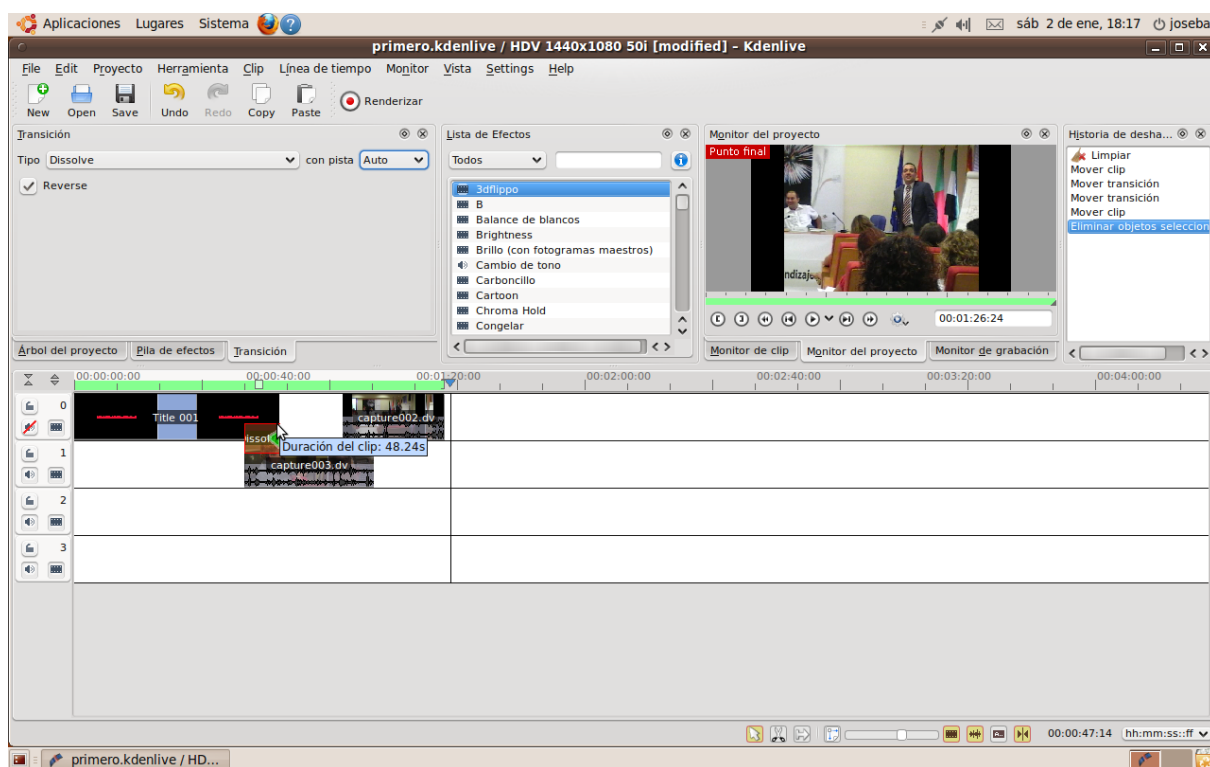 Aplicaciones Lugares Sistema sáb 2 de ene, 18:17 joseba
primero.kdenlive / HDV 1440x1080 50i [modified] – Kdenlive
File Edit Proyecto Herramienta Clip Línea de tiempo Monitor Vista Settings Help
New Open Save Undo Redo Copy Paste Renderizar
Transición
Tipo Dissolve con pista Auto
Reverse
Árbol del proyecto Pila de efectos Transición
Lista de Efectos
Todos
3dflippo
B
Balance de blancos
Brightness
Brillo (con fotogramas maestros)
Cambio de tono
Carboncillo
Cartoon
Chroma Hold
Congelar
Monitor del proyecto
Punto final
ndizaje
00:01:26:24
Monitor de clip Monitor del proyecto Monitor de grabación
Historia de desha...
Limpiar
Mover clip
Mover transición
Mover transición
Mover clip
Eliminar objetos seleccion
00:00:00:00 00:00:40:00 00:01:20:00 00:02:00:00 00:02:40:00 00:03:20:00 00:04:00:00
0
Title 001 capture002.dv
issol
Duración del clip: 48.24s
1
capture003.dv
2
3
00:00:47:14 hh:mm:ss::ff
primero.kdenlive / HD...